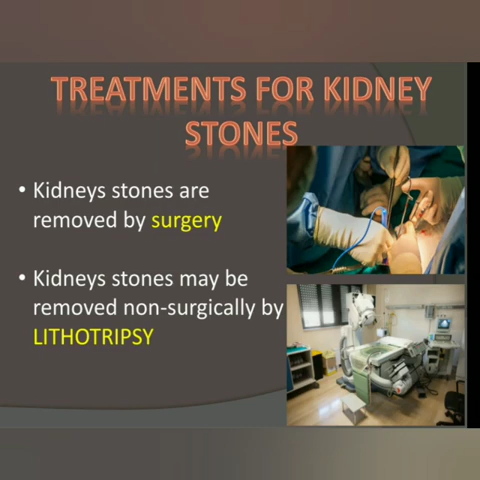 TREATMENTS FOR KIDNEY
STONES
• Kidneys stones are
removed by surgery
• Kidneys stones may be
removed non-surgically by
LITHOTRIPSY